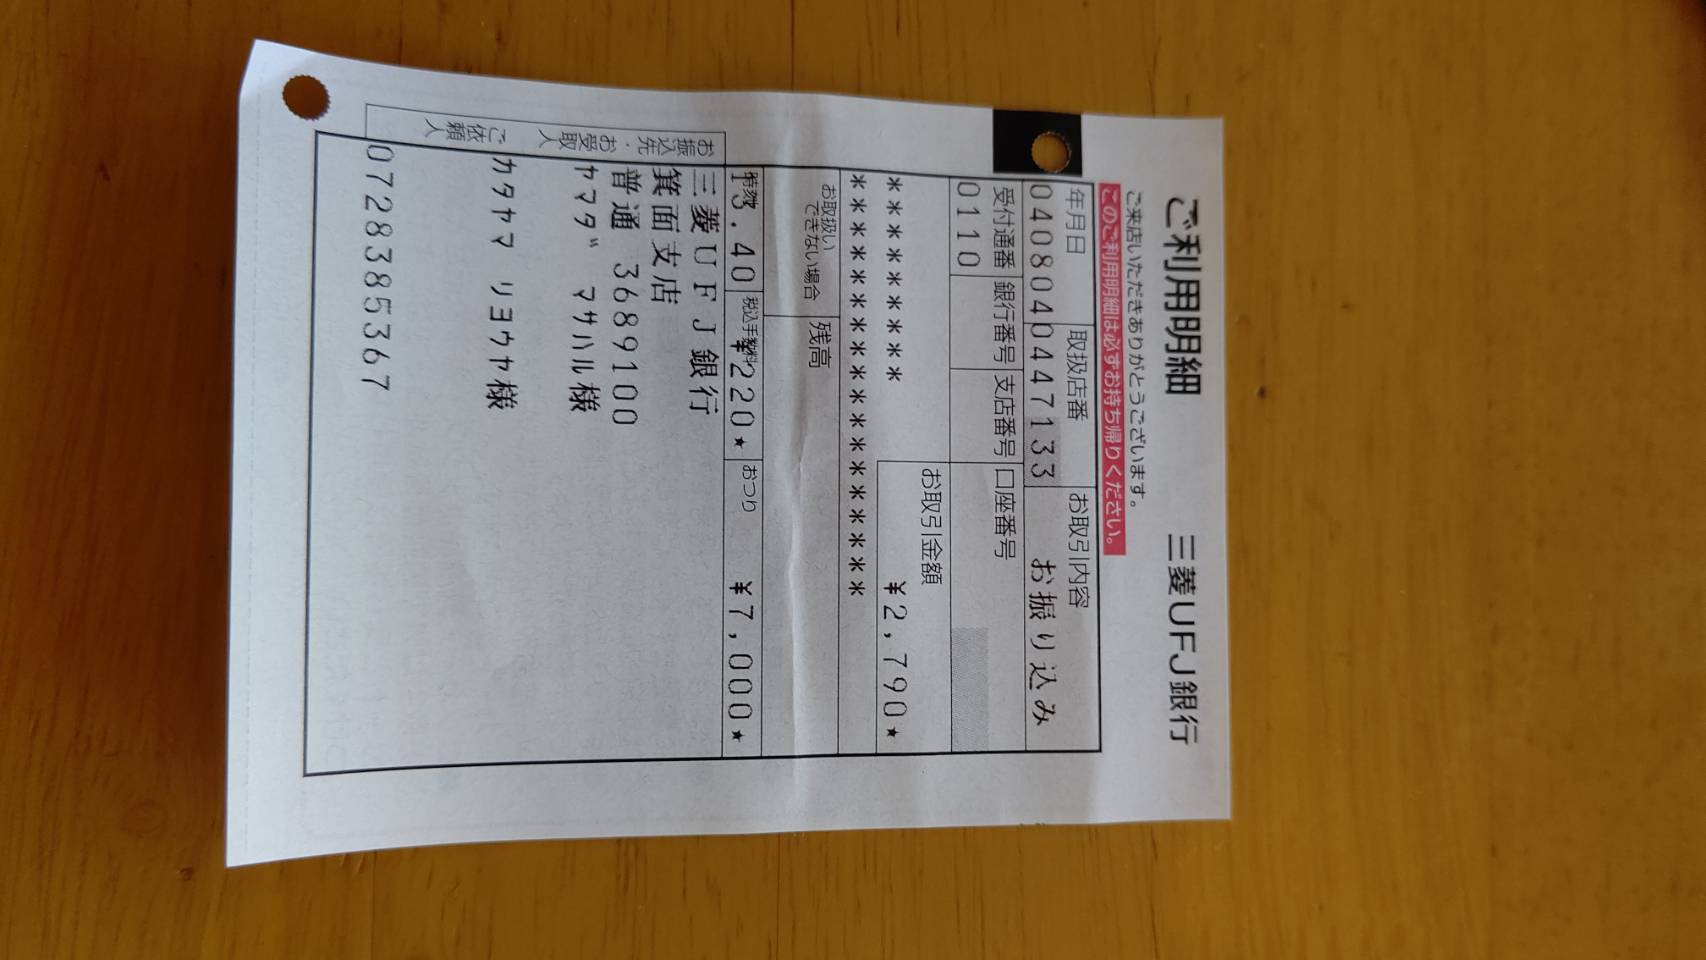 ご利用明細 三菱UFJ銀行
ご来店いただきありがとうございます。
このご利用明細は必ずお持ち帰りください。
年月日 取扱店番 お取引内容
040804 0447133 お振り込み
受付通番 銀行番号 支店番号 口座番号
0110
お取引金額
********* ¥2,790★
******************
お取扱いできない場合 残高
時刻 税込手数料 おつり
13.40 ¥220★ ¥7,000★
お振込先・お受取人 ご依頼人
三菱UFJ銀行
箕面支店
普通 3689100
ヤマダ マサハル様
カタヤマ リヨウヤ様
0728385367